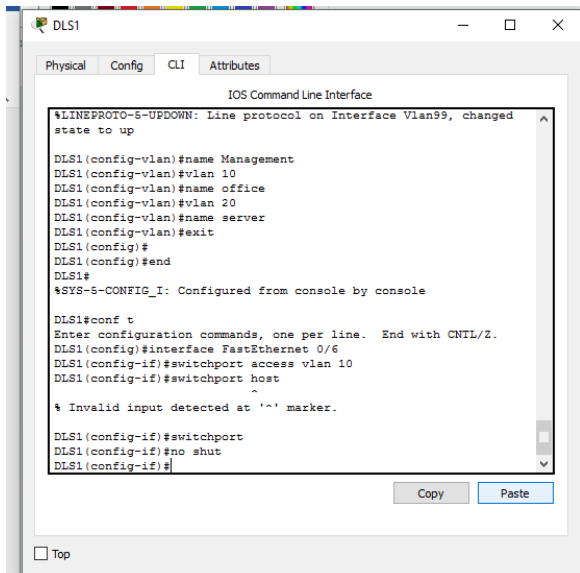 DLS1
Physical Config CLI Attributes
IOS Command Line Interface
%LINEPROTO-5-UPDOWN: Line protocol on Interface Vlan99, changed
state to up
DLS1(config-vlan)#name Management
DLS1(config-vlan)#vlan 10
DLS1(config-vlan)#name office
DLS1(config-vlan)#vlan 20
DLS1(config-vlan)#name server
DLS1(config-vlan)#exit
DLS1(config)#
DLS1(config)#end
DLS1#
%SYS-5-CONFIG_I: Configured from console by console
DLS1#conf t
Enter configuration commands, one per line.  End with CNTL/Z.
DLS1(config)#interface FastEthernet 0/6
DLS1(config-if)#switchport access vlan 10
DLS1(config-if)#switchport host
^
% Invalid input detected at '^' marker.
DLS1(config-if)#switchport
DLS1(config-if)#no shut
DLS1(config-if)#
Copy Paste
Top